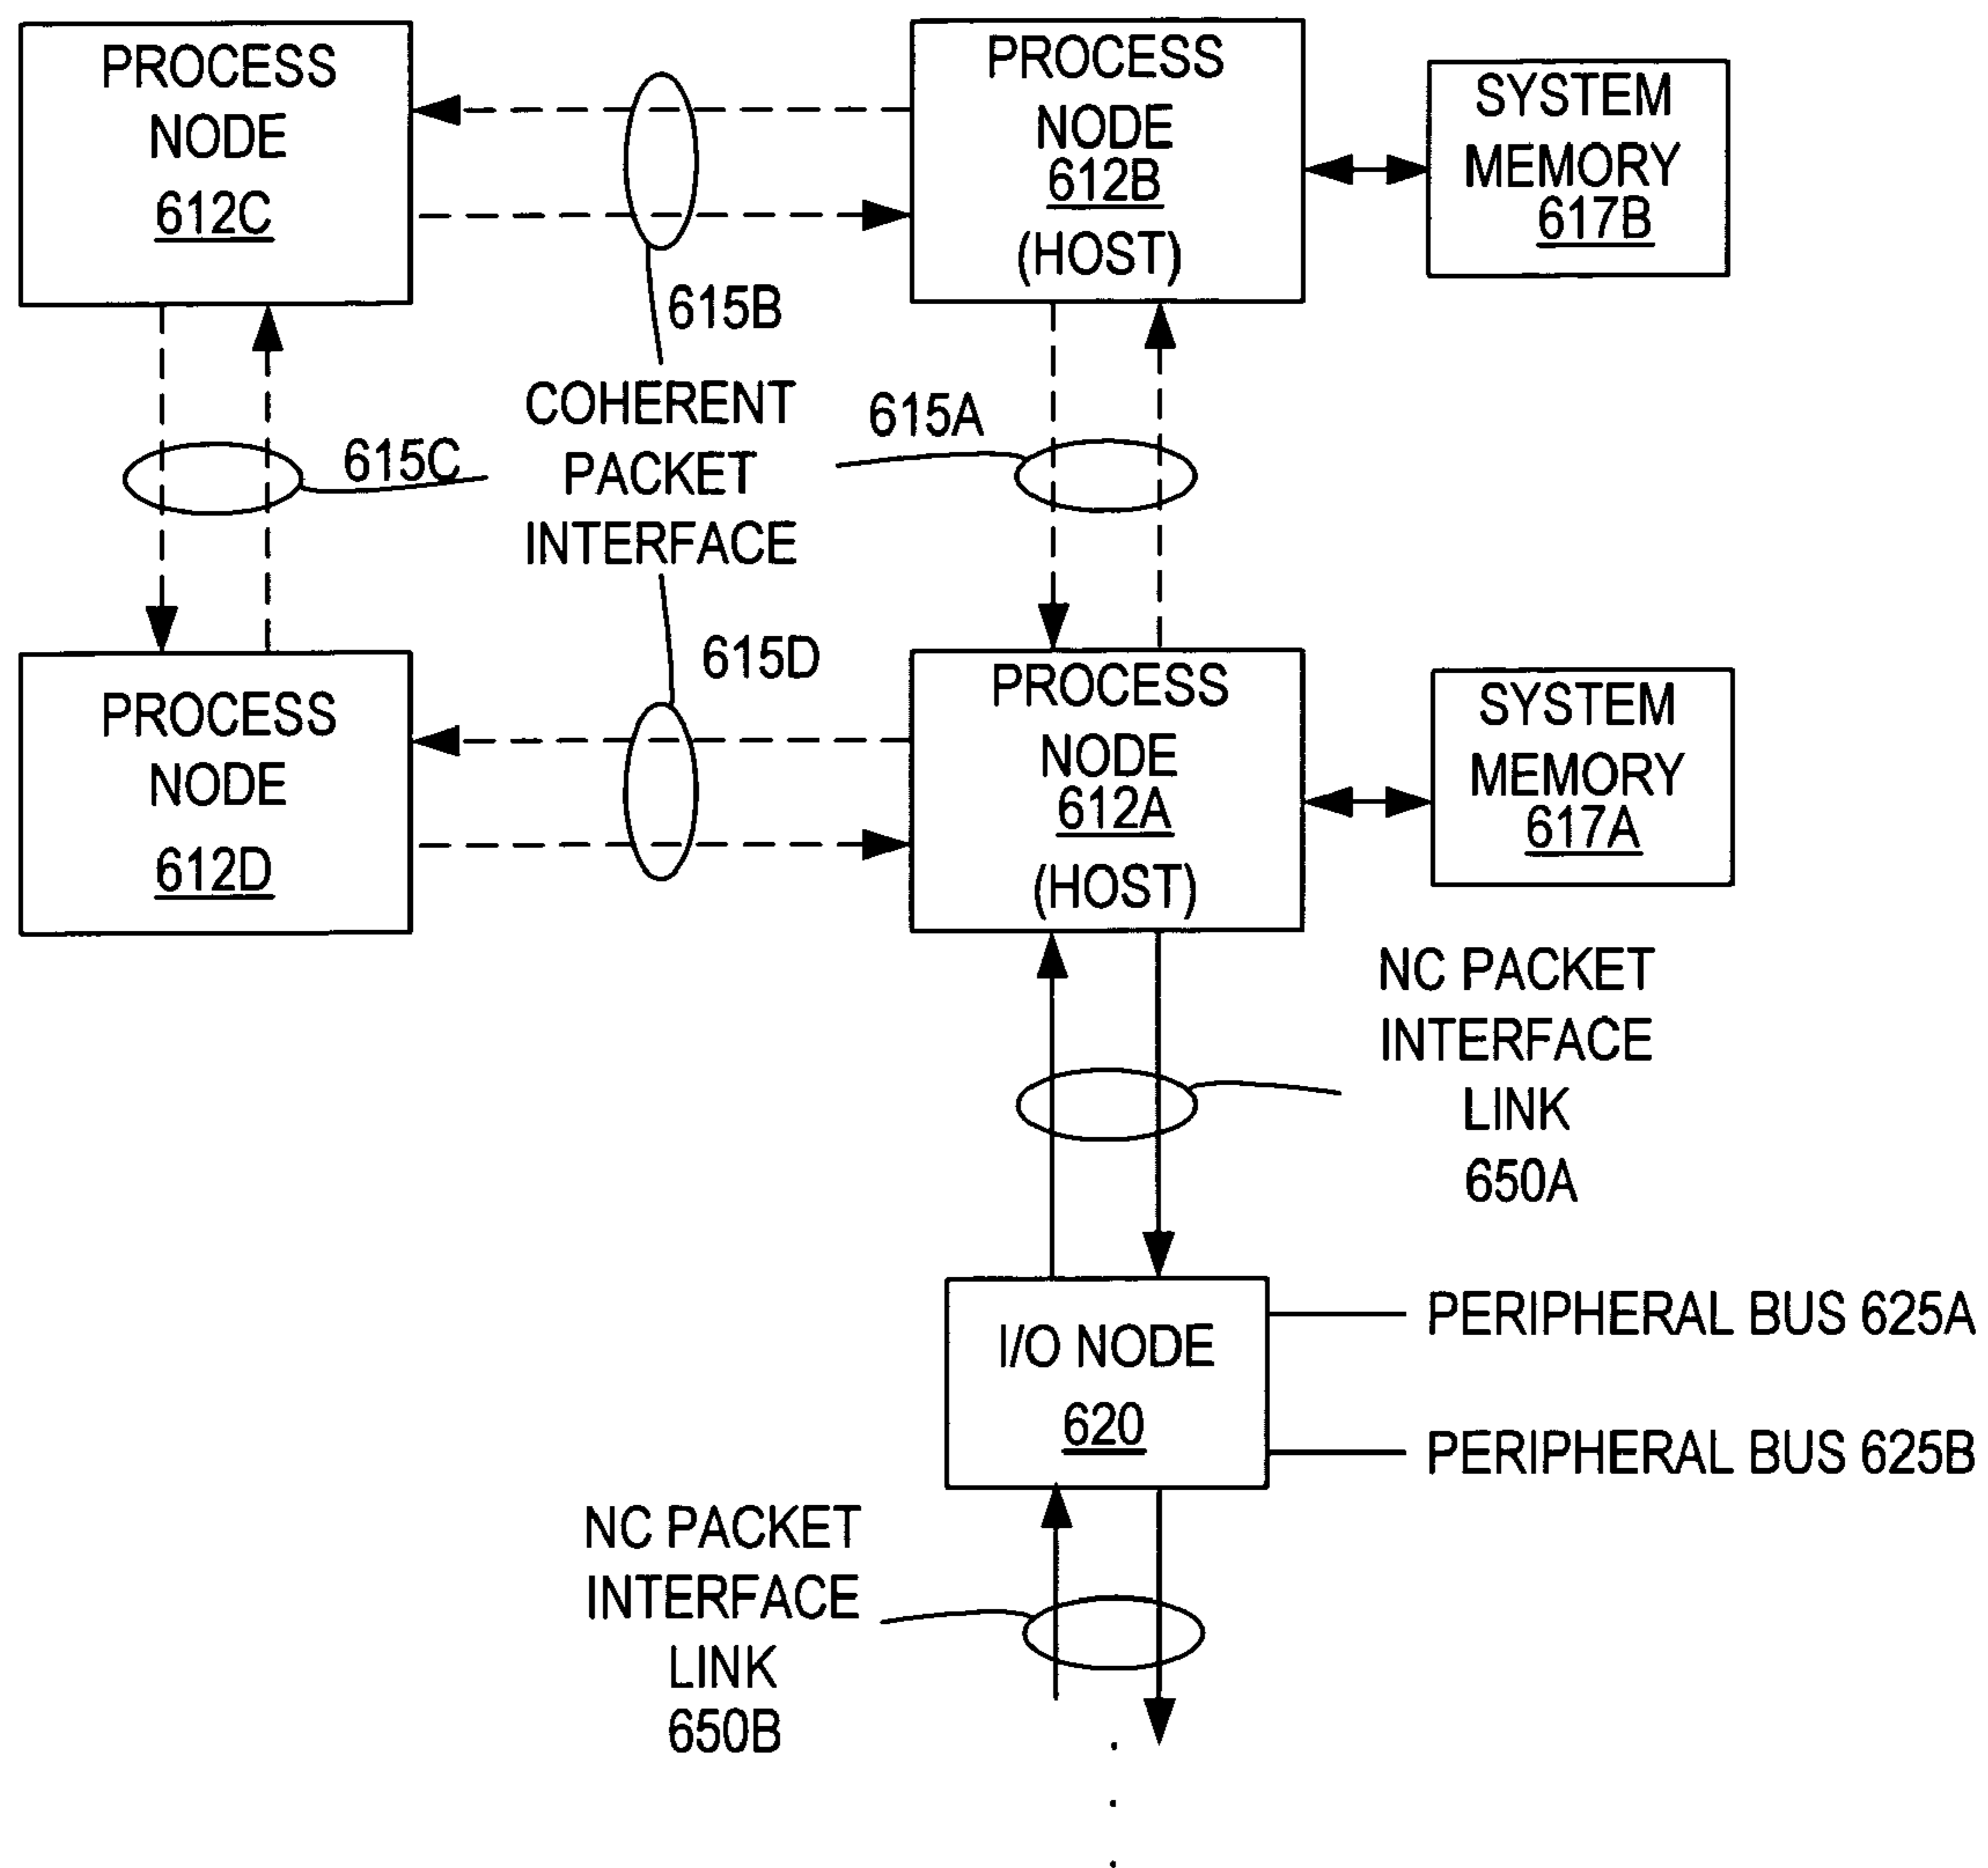 PROCESS
NODE
612C
PROCESS
NODE
612B
(HOST)
SYSTEM
MEMORY
617B
615B
COHERENT
PACKET
INTERFACE
615A
615C
615D
PROCESS
NODE
612D
PROCESS
NODE
612A
(HOST)
SYSTEM
MEMORY
617A
NC PACKET
INTERFACE
LINK
650A
I/O NODE
620
PERIPHERAL BUS 625A
PERIPHERAL BUS 625B
NC PACKET
INTERFACE
LINK
650B